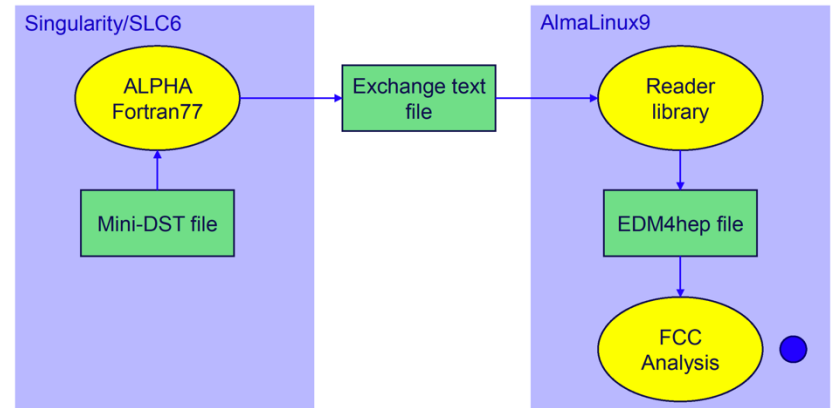 Singularity/SLC6
AlmaLinux9
ALPHA
Fortran77
Exchange text
file
Reader
library
Mini-DST file
EDM4hep file
FCC
Analysis